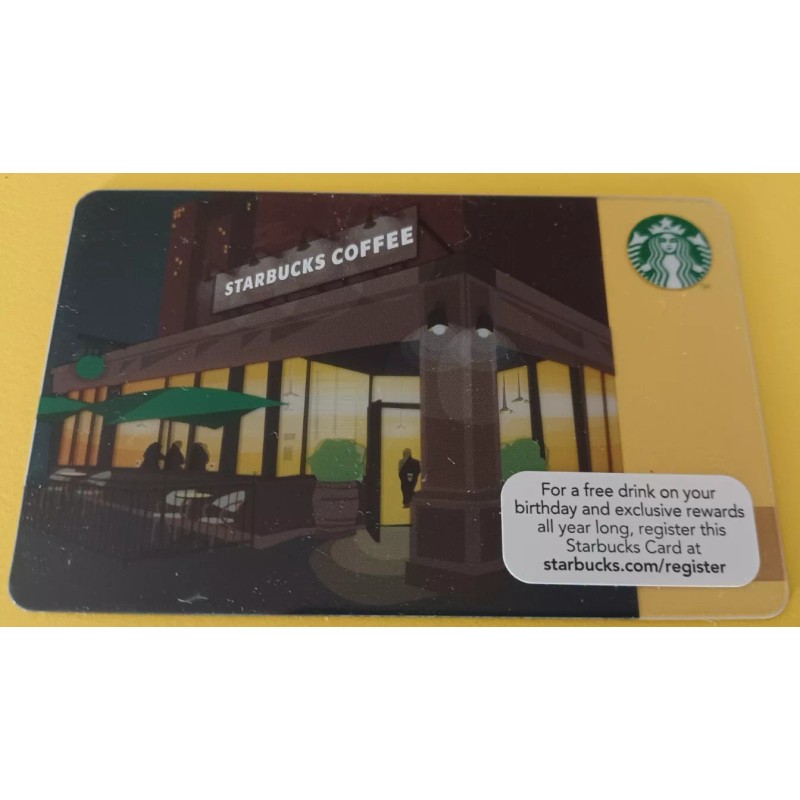 STARBUCKS COFFEE
For a free drink on your
birthday and exclusive rewards
all year long, register this
Starbucks Card at
starbucks.com/register